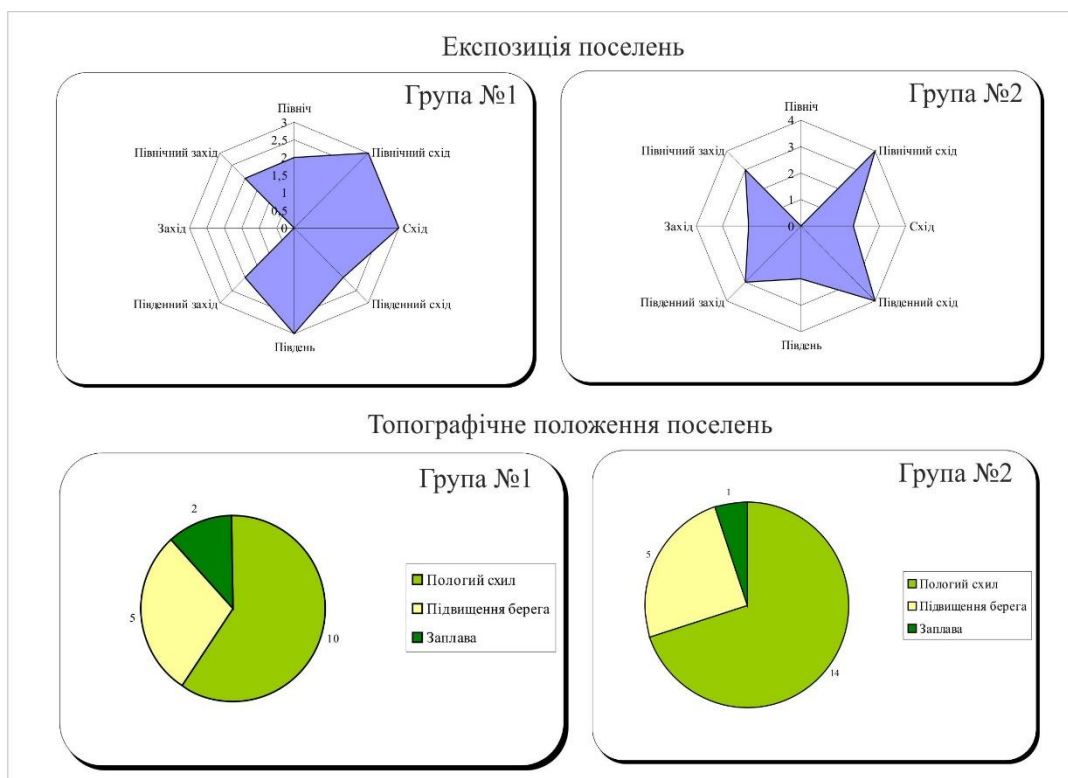 Експозиція поселень
Група №1
Північ
3
2,5
2
1,5
1
0,5
0
Північний захід
Північний схід
Захід
Схід
Південний захід
Південний схід
Південь
Група №2
Північ
4
3
2
1
0
Північний захід
Північний схід
Захід
Схід
Південний захід
Південний схід
Південь
Топографічне положення поселень
Група №1
2
5
10
Пологий схил
Підвищення берега
Заплава
Група №2
1
5
14
Пологий схил
Підвищення берега
Заплава